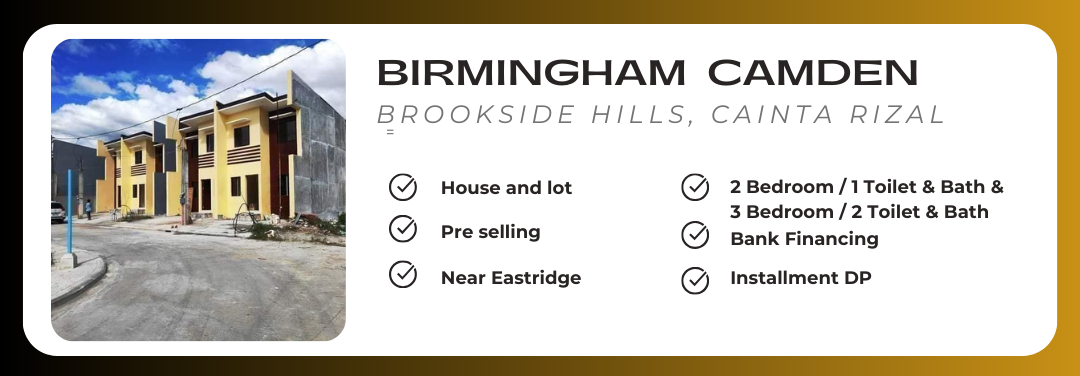 BIRMINGHAM CAMDEN
BROOKSIDE HILLS, CAINTA RIZAL
=
House and lot
Pre selling
Near Eastridge
2 Bedroom / 1 Toilet & Bath &
3 Bedroom / 2 Toilet & Bath
Bank Financing
Installment DP